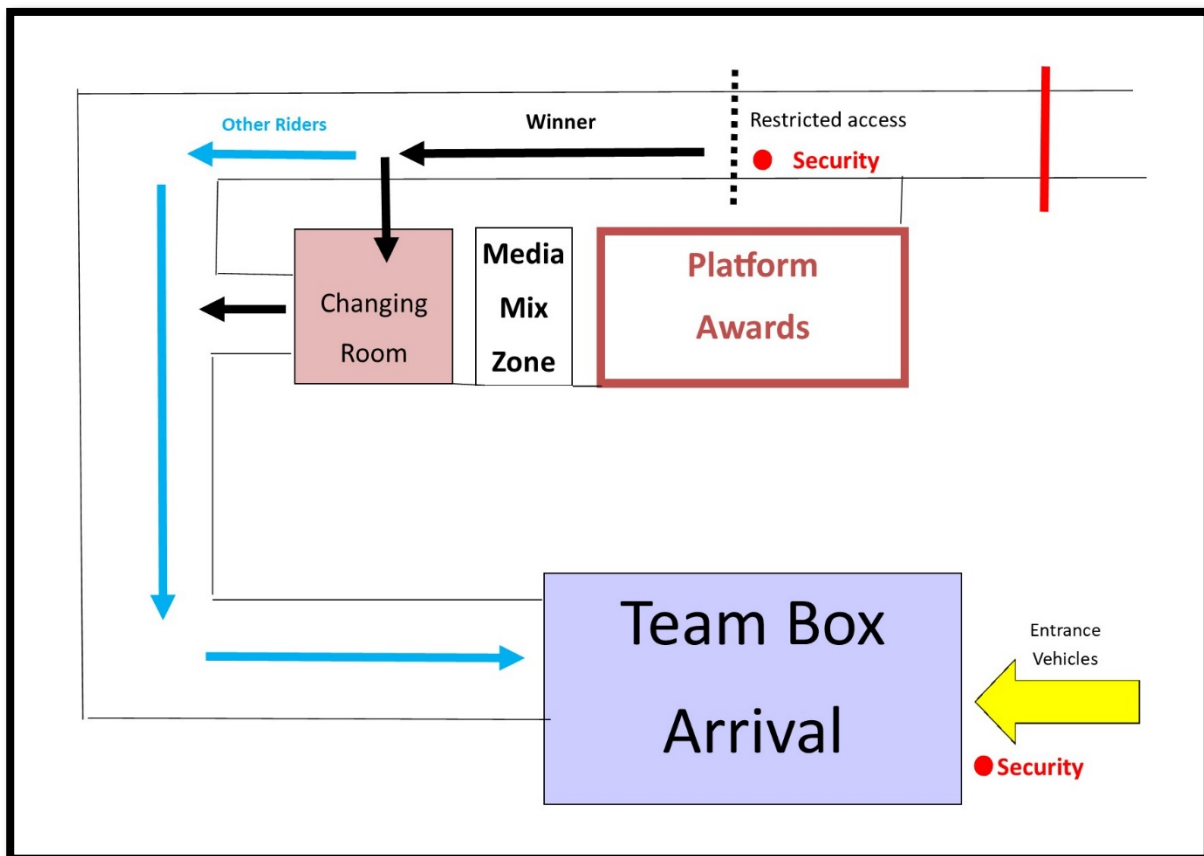 Other Riders
Winner
Restricted access
Security
Changing
Room
Media
Mix
Zone
Platform
Awards
Team Box
Arrival
Entrance
Vehicles
Security